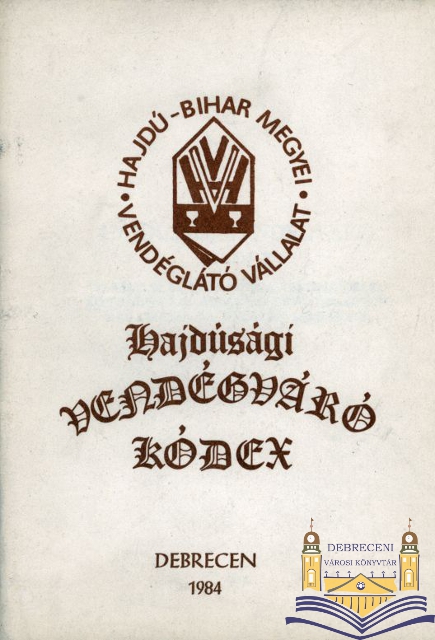 • HAJDÚ-BIHAR MEGYEI •
VENDÉGLÁTÓ VÁLLALAT
Hajdúsági
VENDÉGVÁRÓ
KÓDEX
DEBRECEN
1984
DEBRECENI
VÁROSI KÖNYVTÁR